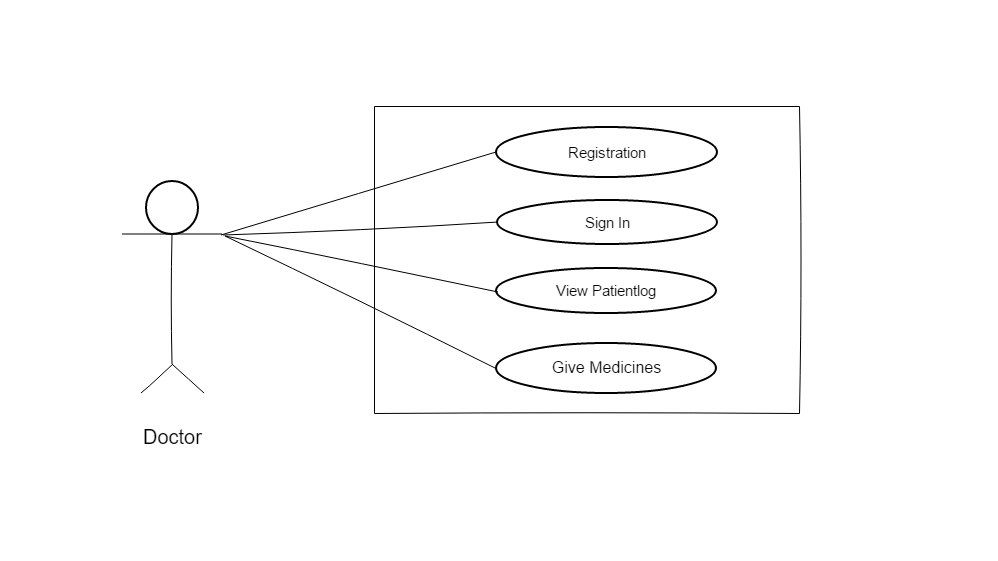 Registration
Sign In
View Patientlog
Give Medicines
Doctor